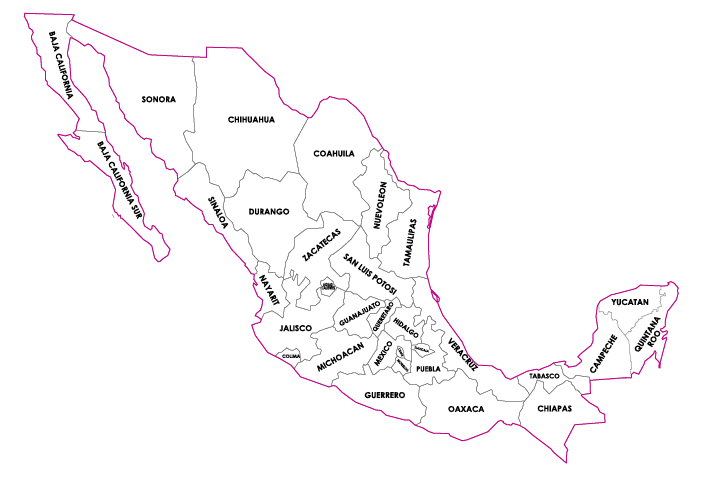 BAJA CALIFORNIA
SONORA
CHIHUAHUA
COAHUILA
BAJA CALIFORNIA SUR
SINALOA
DURANGO
NUEVOLEON
TAMAULIPAS
ZACATECAS
SAN LUIS POTOSI
NAYARIT
GUANAJUATO
QUERETARO
HIDALGO
JALISCO
COLIMA
MICHOACAN
MEXICO
VERACRUZ
PUEBLA
GUERRERO
OAXACA
TABASCO
CHIAPAS
CAMPECHE
YUCATAN
QUINTANA
ROO